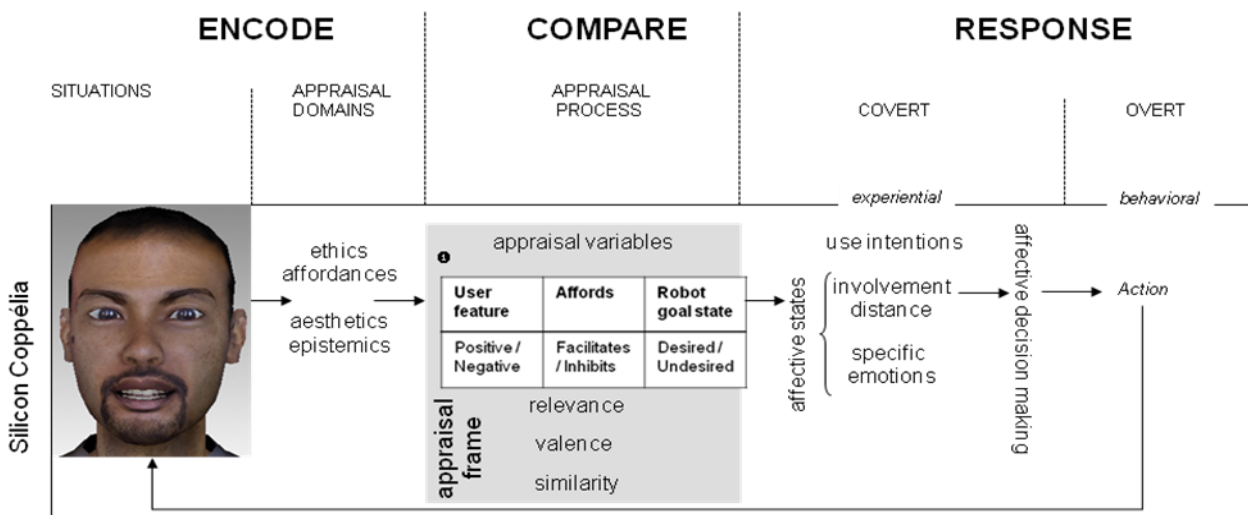 ENCODE COMPARE RESPONSE
SITUATIONS
APPRAISAL
DOMAINS
APPRAISAL
PROCESS
COVERT
OVERT
experiential
behavioral
Silicon Coppélia
ethics
affordances
aesthetics
epistemics
appraisal variables
1
User
feature
Affords
Robot
goal state
Positive /
Negative
Facilitates
/ Inhibits
Desired /
Undesired
appraisal
frame
relevance
valence
similarity
use intentions
affective states
involvement
distance
specific
emotions
affective decision making
Action